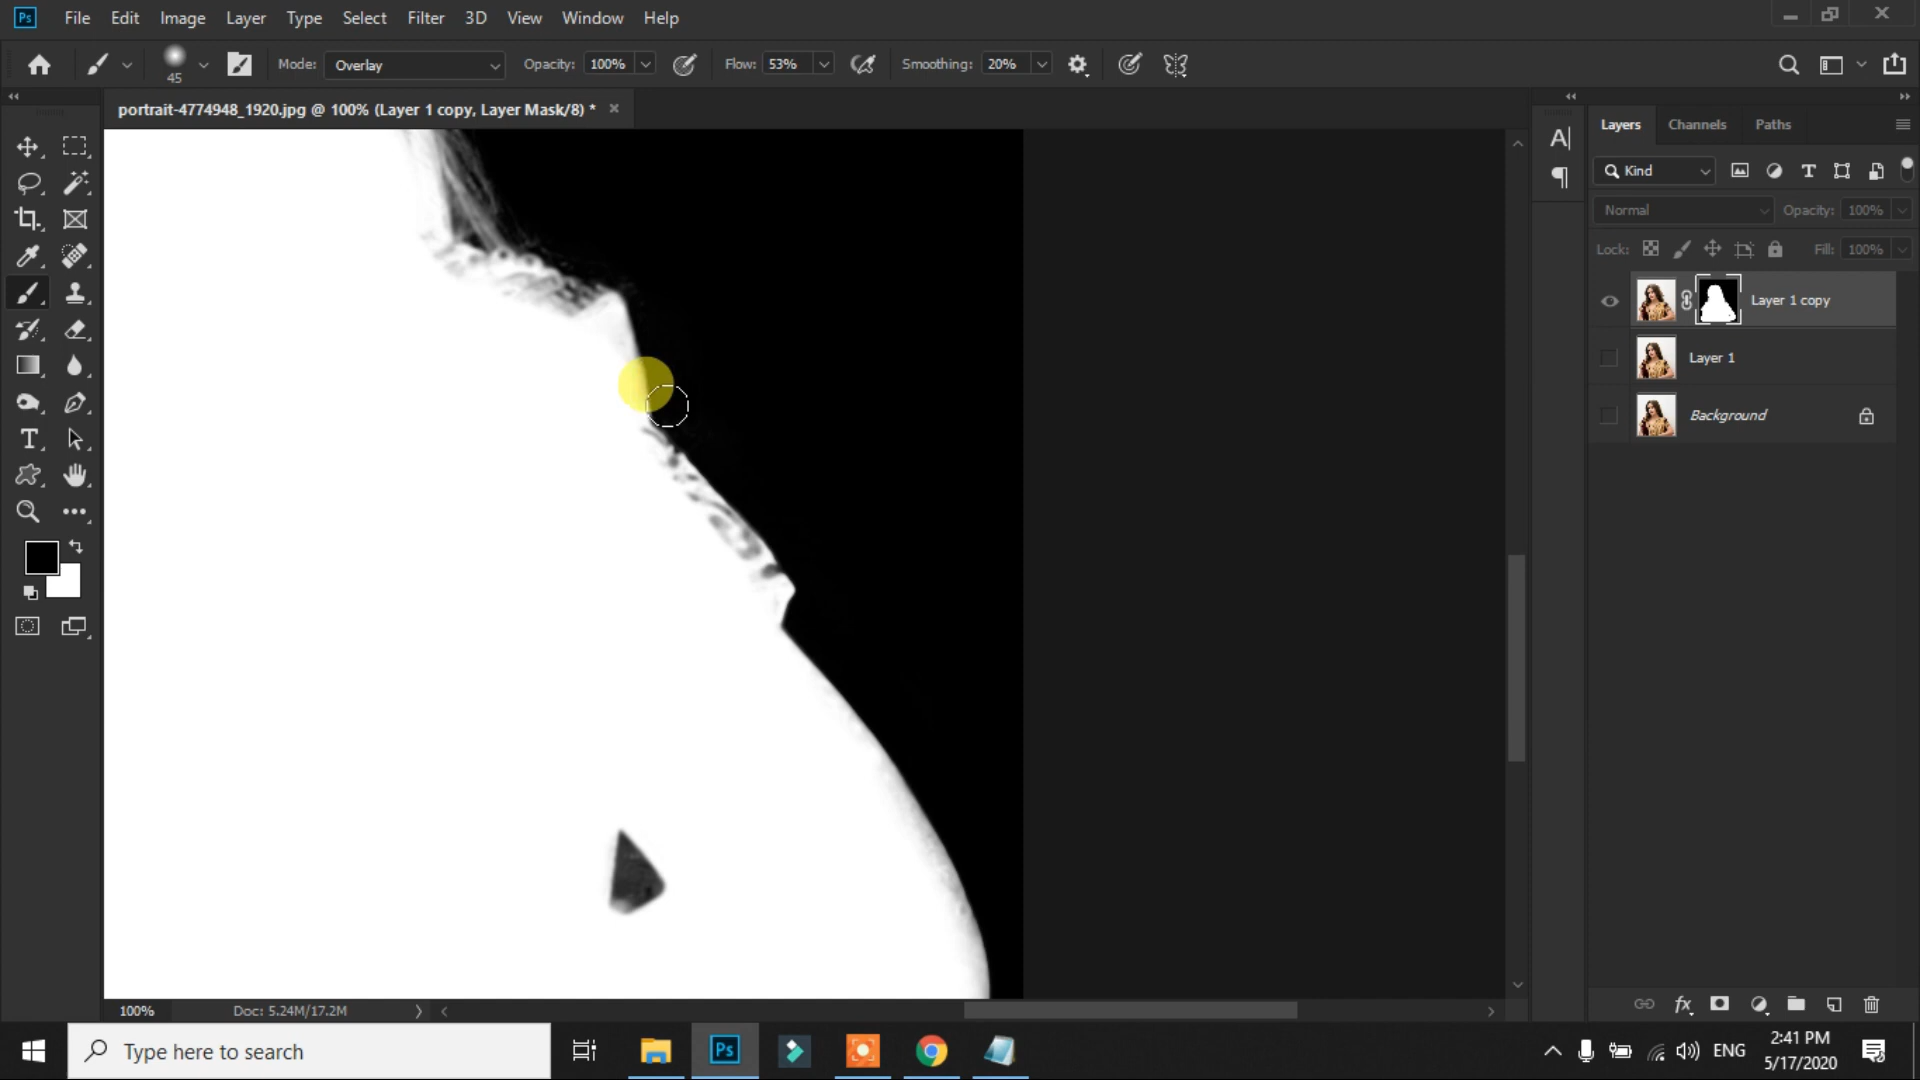 Ps File Edit Image Layer Type Select Filter 3D View Window Help
45 Mode: Overlay Opacity: 100% Flow: 53% Smoothing: 20%
portrait-4774948_1920.jpg @ 100% (Layer 1 copy, Layer Mask/8) * ×
Layers Channels Paths
Kind
Normal Opacity: 100%
Lock: Fill: 100%
Layer 1 copy
Layer 1
Background
100% Doc: 5.24M/17.2M
Type here to search
Ps
ENG
2:41 PM
5/17/2020